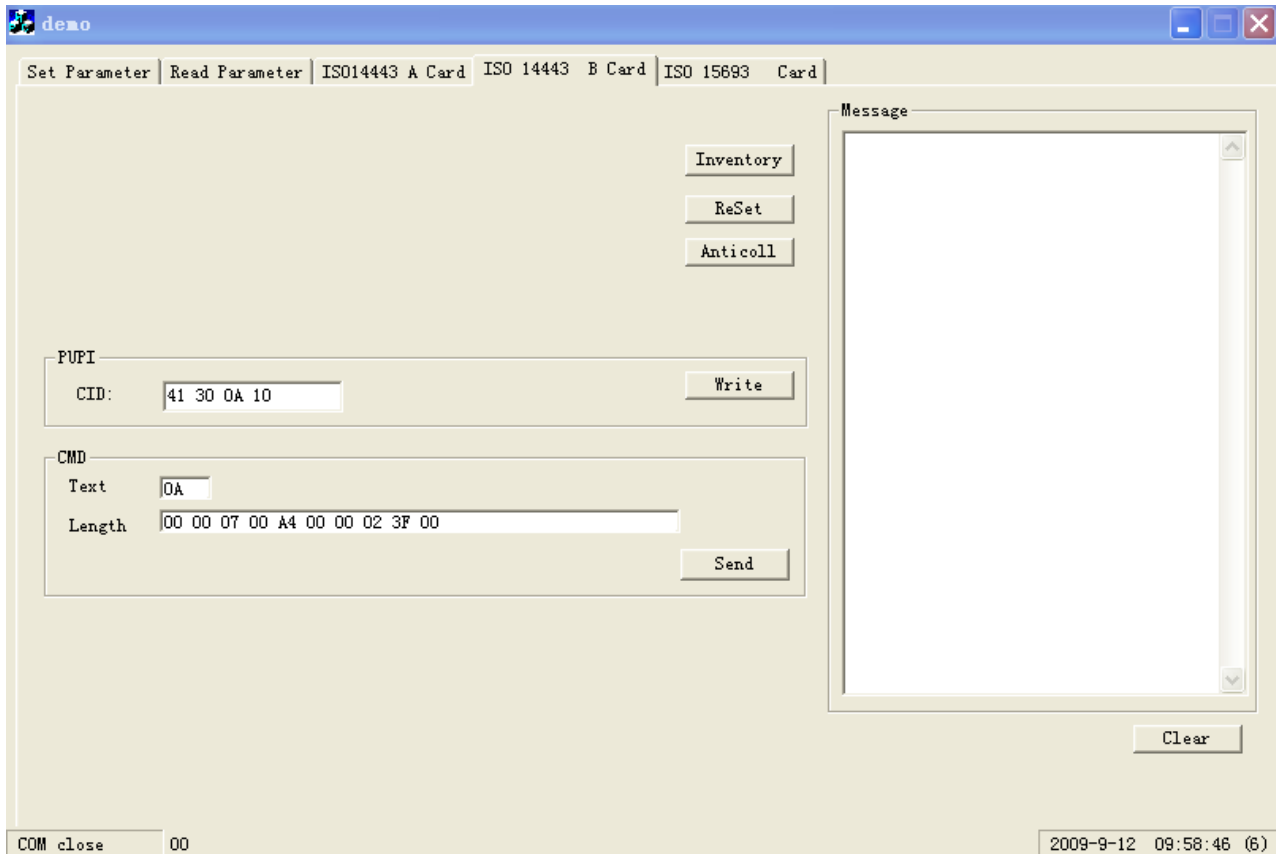 demo
Set Parameter Read Parameter ISO14443 A Card ISO 14443 B Card ISO 15693 Card
Message
Inventory
ReSet
Anticoll
PUPI
CID: 41 30 0A 10 Write
CMD
Text 0A
Length 00 00 07 00 A4 00 00 02 3F 00
Send
Clear
COM close 00 2009-9-12 09:58:46 (6)